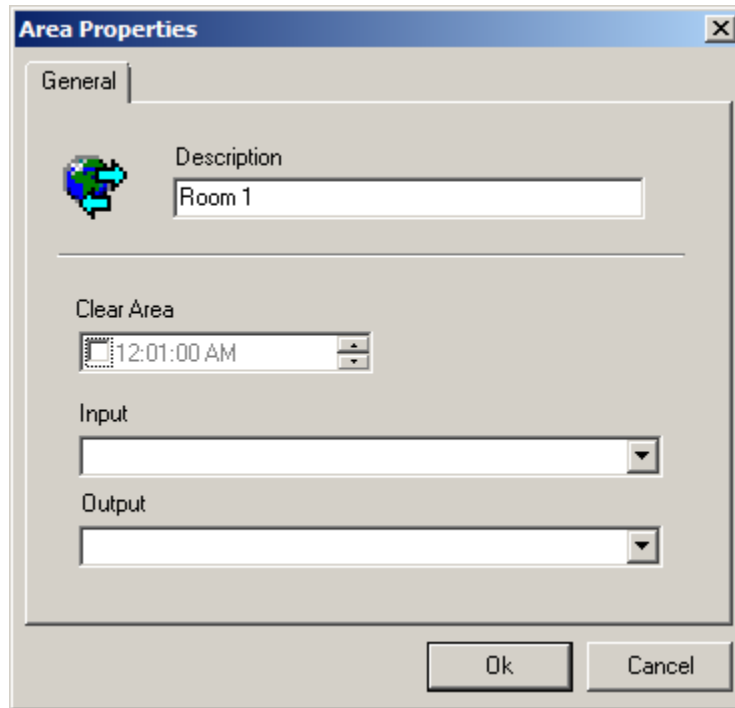 Area Properties
General
Description
Room 1
Clear Area
12:01:00 AM
Input
Output
Ok Cancel